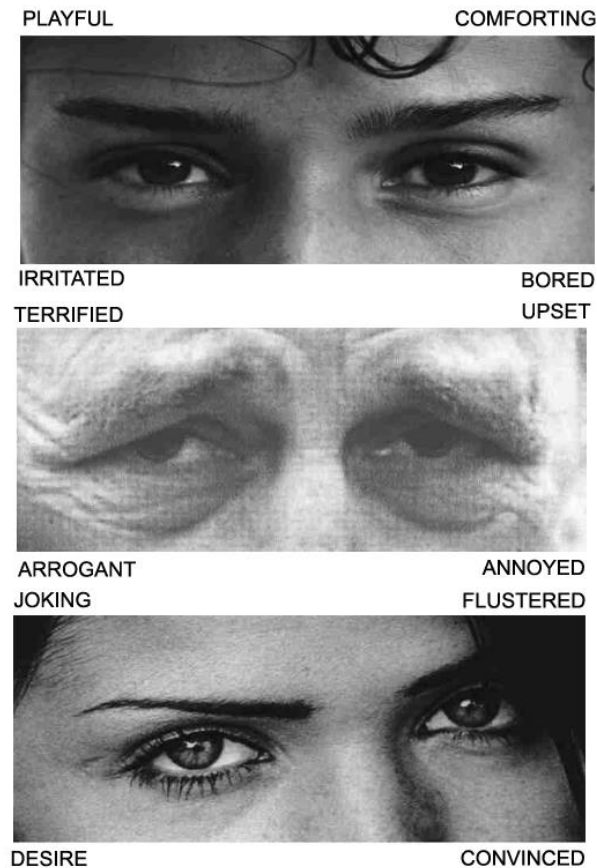 PLAYFUL COMFORTING
IRRITATED BORED
TERRIFIED UPSET
ARROGANT ANNOYED
JOKING FLUSTERED
DESIRE CONVINCED